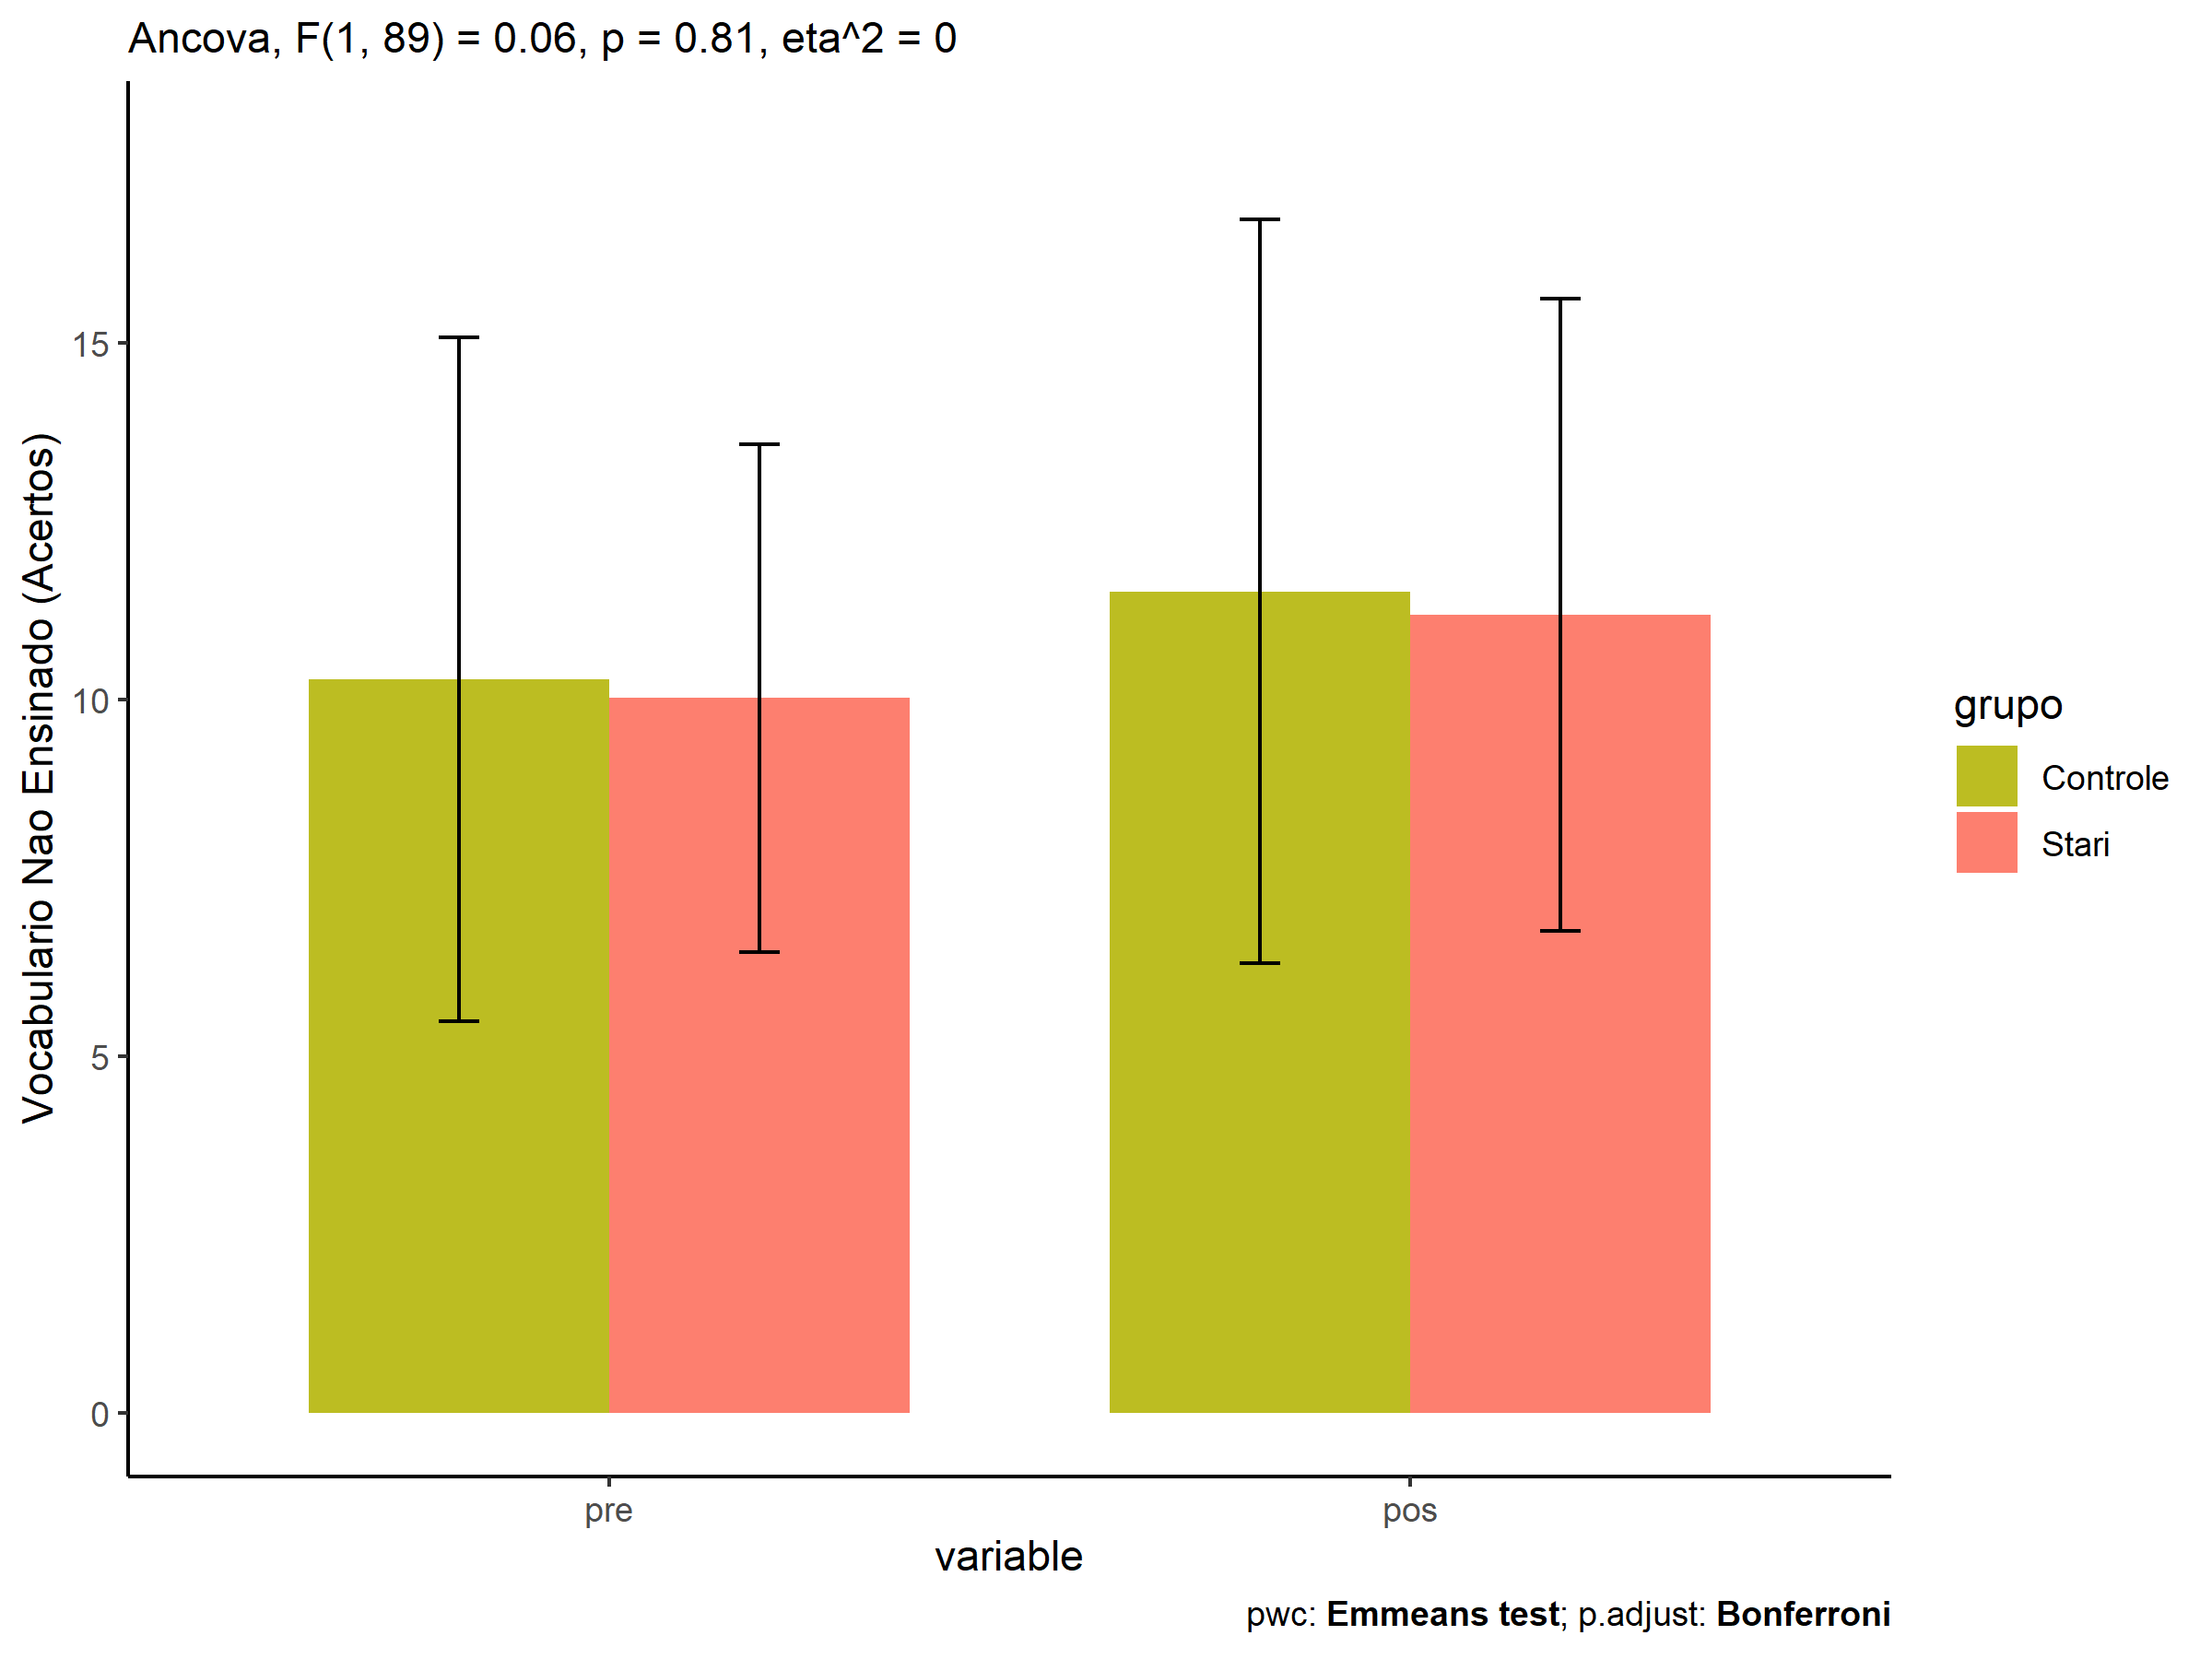 Ancova, F(1, 89) = 0.06, p = 0.81, eta^2 = 0
Vocabulario Nao Ensinado (Acertos)
15
10
5
0
pre
pos
variable
grupo
Controle
Stari
pwc: Emmeans test; p.adjust: Bonferroni